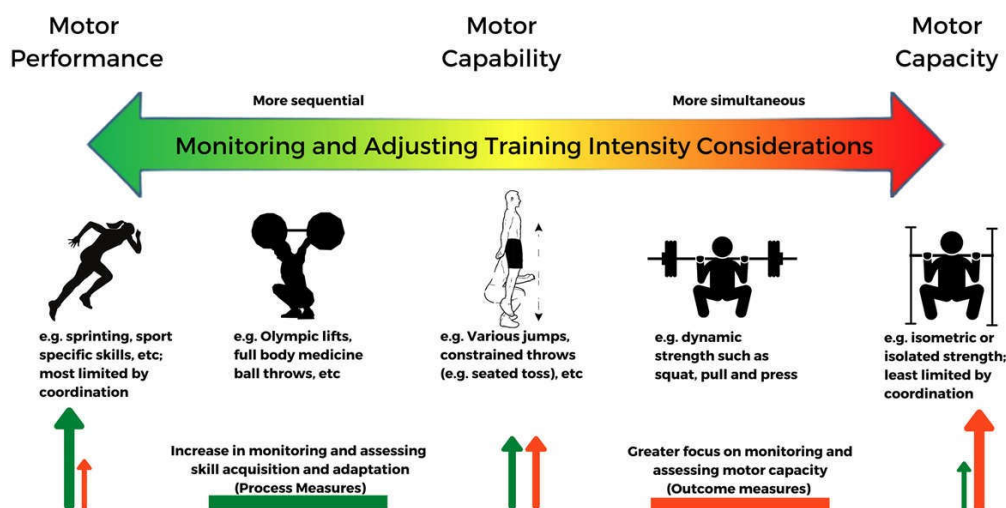 Motor
Performance
Motor
Capability
Motor
Capacity
More sequential
More simultaneous
Monitoring and Adjusting Training Intensity Considerations
e.g. sprinting, sport
specific skills, etc;
most limited by
coordination
e.g. Olympic lifts,
full body medicine
ball throws, etc
e.g. Various jumps,
constrained throws
(e.g. seated toss), etc
e.g. dynamic
strength such as
squat, pull and press
e.g. isometric or
isolated strength;
least limited by
coordination
Increase in monitoring and assessing
skill acquisition and adaptation
(Process Measures)
Greater focus on monitoring and
assessing motor capacity
(Outcome measures)